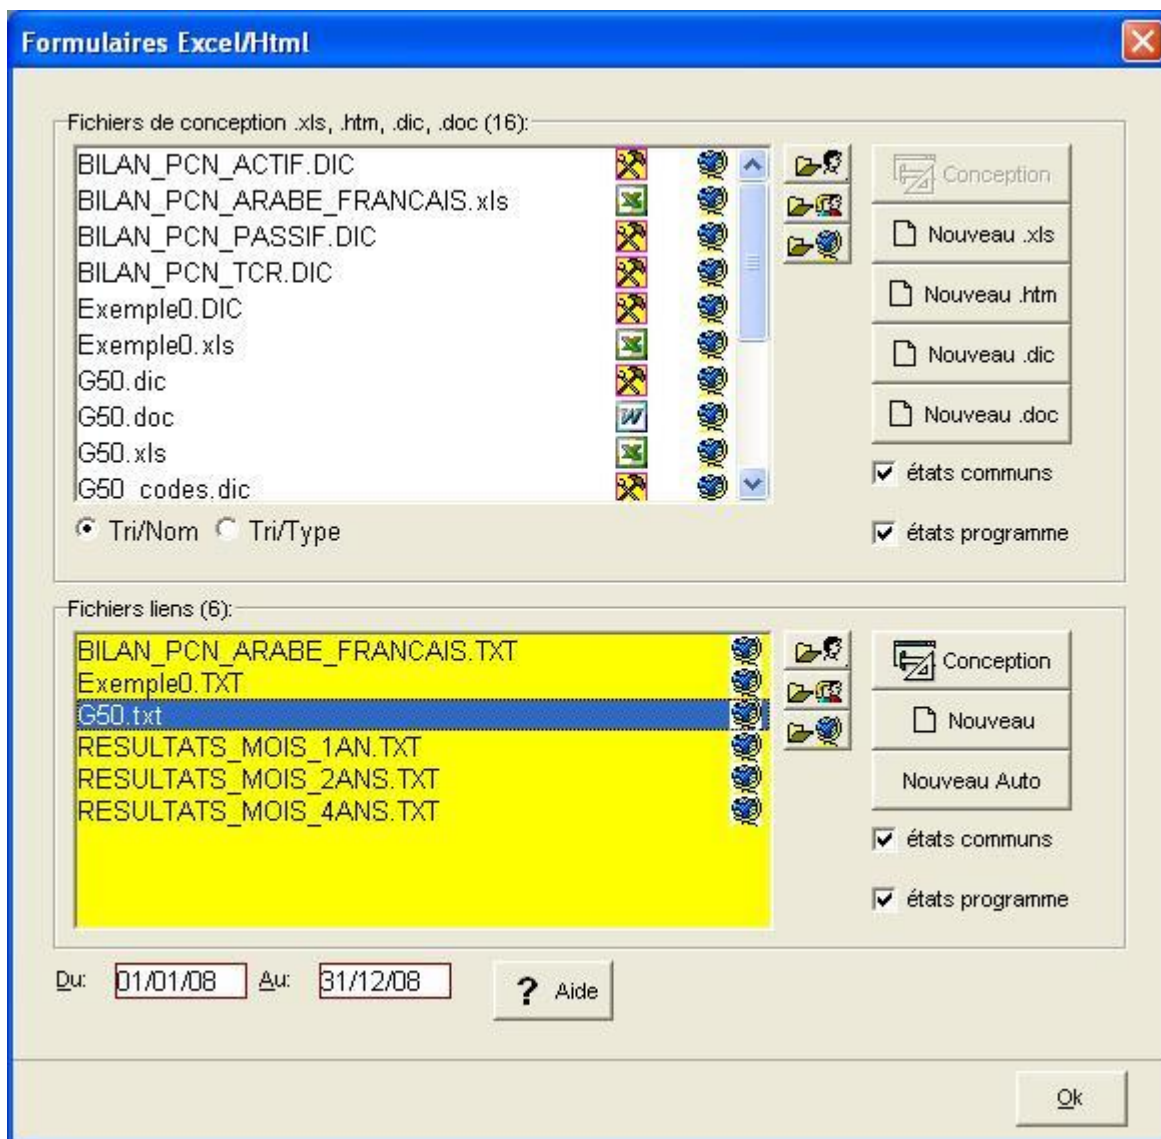 Formulaires Excel/Html
Fichiers de conception .xls, .htm, .dic, .doc (16):
BILAN_PCN_ACTIF.DIC
BILAN_PCN_ARABE_FRANCAIS.xls
BILAN_PCN_PASSIF.DIC
BILAN_PCN_TCR.DIC
Exemple0.DIC
Exemple0.xls
G50.dic
G50.doc
G50.xls
G50_codes.dic
Tri/Nom Tri/Type
Conception
Nouveau .xls
Nouveau .htm
Nouveau .dic
Nouveau .doc
états communs
états programme
Fichiers liens (6):
BILAN_PCN_ARABE_FRANCAIS.TXT
Exemple0.TXT
G50.txt
RESULTATS_MOIS_1AN.TXT
RESULTATS_MOIS_2ANS.TXT
RESULTATS_MOIS_4ANS.TXT
Conception
Nouveau
Nouveau Auto
états communs
états programme
Du: 01/01/08 Au: 31/12/08 ? Aide
Ok